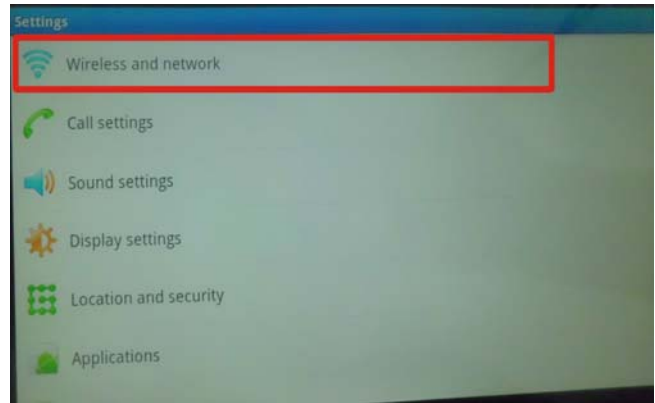 Settings
Wireless and network
Call settings
Sound settings
Display settings
Location and security
Applications